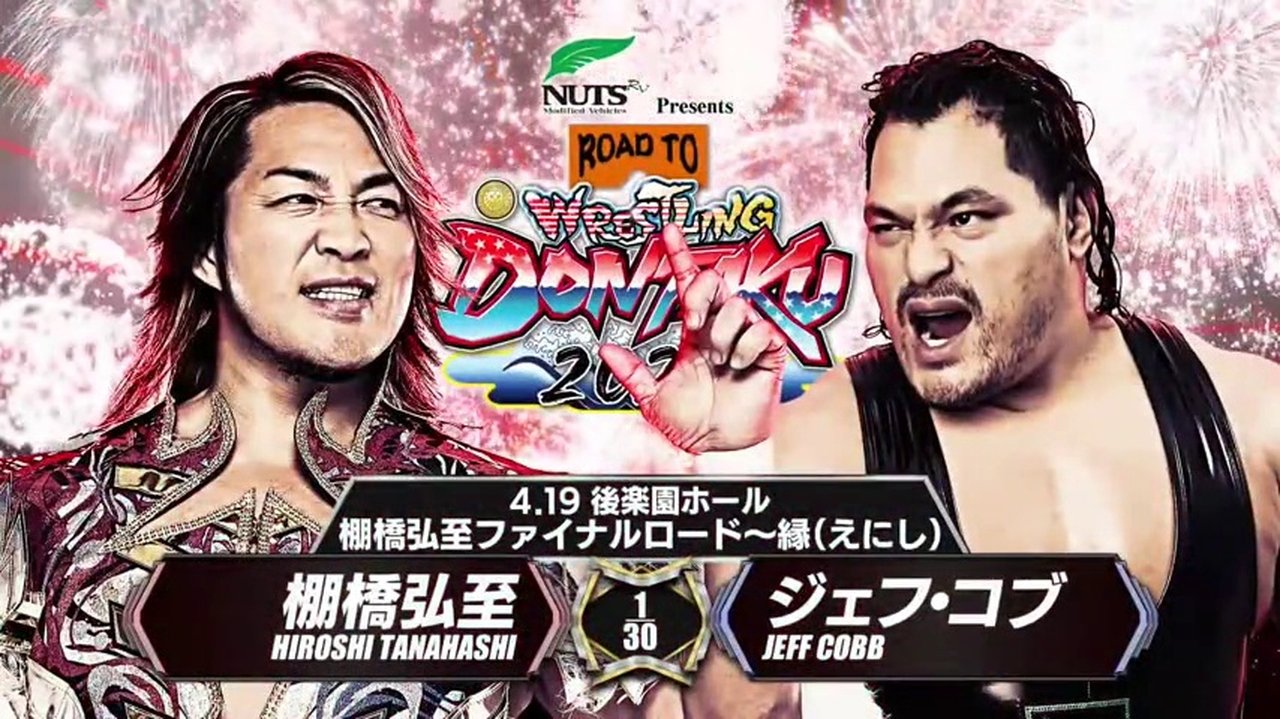 NUTS RV
Modified Vehicles
Presents
ROAD TO
WRESTLING
DONTAKU
202
4.19 後楽園ホール
棚橋弘至ファイナルロード～縁(えにし)
棚橋弘至
HIROSHI TANAHASHI
1
30
ジェフ・コブ
JEFF COBB